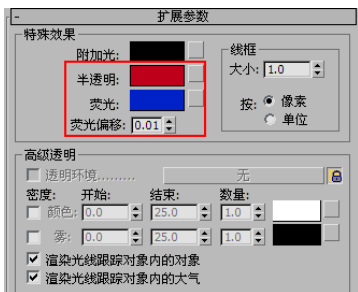 - 扩展参数
特殊效果
附加光:
半透明:
荧光:
荧光偏移: 0.01
线框
大小: 1.0
按: 像素
单位
高级透明
透明环境......... 无
密度: 开始: 结束: 数量:
颜色: 0.0 25.0 1.0
雾: 0.0 25.0 1.0
渲染光线跟踪对象内的对象
渲染光线跟踪对象内的大气